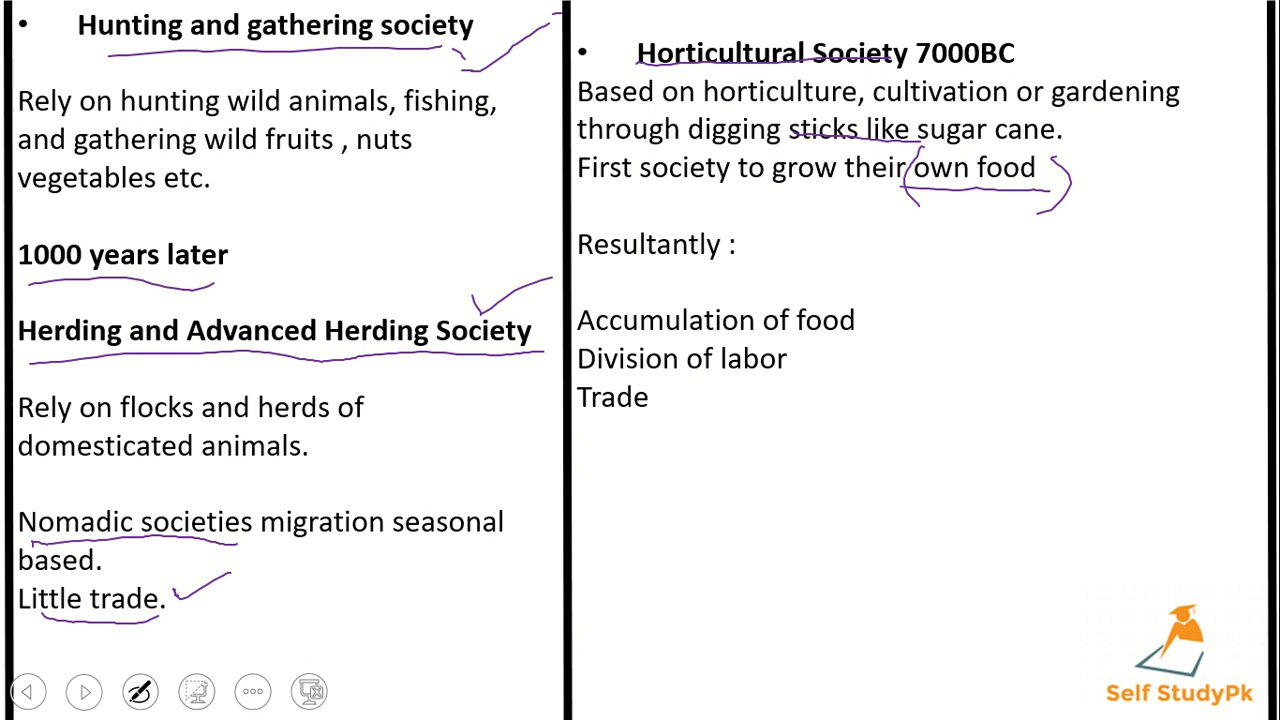 • Hunting and gathering society
Rely on hunting wild animals, fishing,
and gathering wild fruits , nuts
vegetables etc.
1000 years later
Herding and Advanced Herding Society
Rely on flocks and herds of
domesticated animals.
Nomadic societies migration seasonal
based.
Little trade.
• Horticultural Society 7000BC
Based on horticulture, cultivation or gardening
through digging sticks like sugar cane.
First society to grow their own food
Resultantly :
Accumulation of food
Division of labor
Trade
Self StudyPk